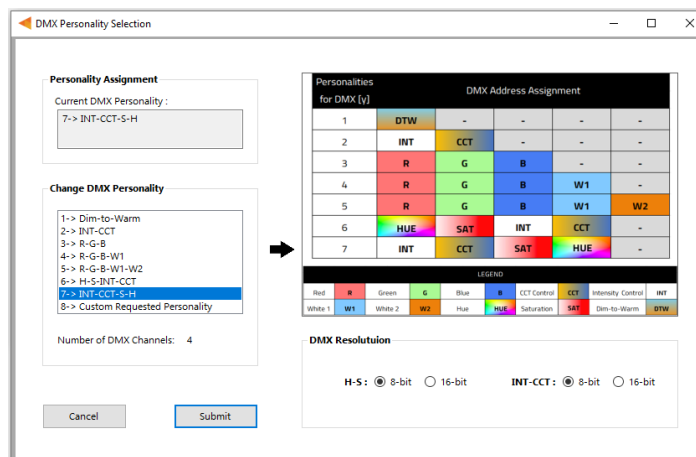 DMX Personality Selection
Personality Assignment
Current DMX Personality :
7-> INT-CCT-S-H
Change DMX Personality
1-> Dim-to-Warm
2-> INT-CCT
3-> R-G-B
4-> R-G-B-W1
5-> R-G-B-W1-W2
6-> H-S-INT-CCT
7-> INT-CCT-S-H
8-> Custom Requested Personality
Number of DMX Channels: 4
Cancel Submit
Personalities for DMX [y] DMX Address Assignment
1 DTW - - - -
2 INT CCT - - -
3 R G B - -
4 R G B W1 -
5 R G B W1 W2
6 HUE SAT INT CCT -
7 INT CCT SAT HUE -
LEGEND
Red R Green G Blue B CCT Control CCT Intensity Control INT
White 1 W1 White 2 W2 Hue HUE Saturation SAT Dim-to-Warm DTW
DMX Resolutuion
H-S : 8-bit 16-bit INT-CCT : 8-bit 16-bit